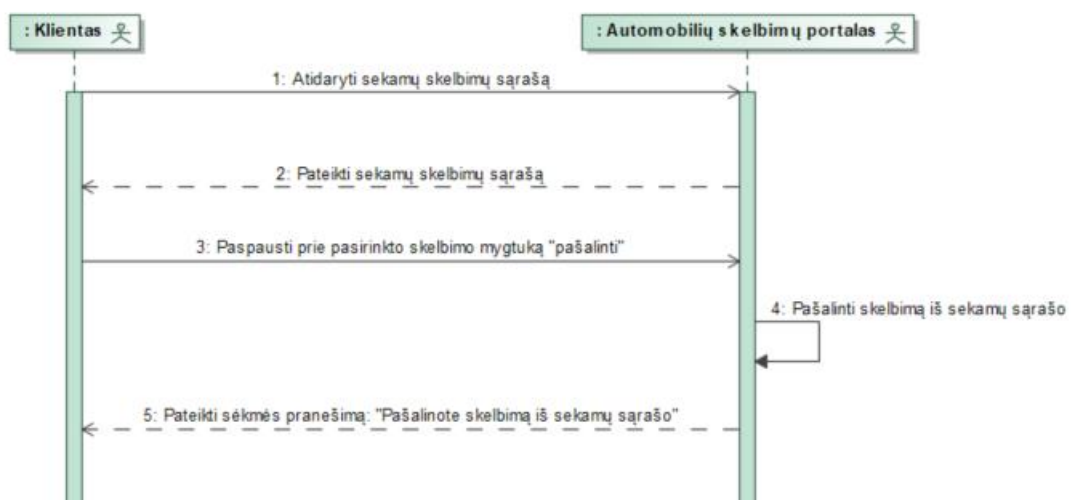 : Klientas
: Automobilių skelbimų portalas
1: Atidaryti sekamų skelbimų sąrašą
2: Pateikti sekamų skelbimų sąrašą
3: Paspausti prie pasirinkto skelbimo mygtuką "pašalinti"
4: Pašalinti skelbimą iš sekamų sąrašo
5: Pateikti sėkmės pranešimą: "Pašalinote skelbimą iš sekamų sąrašo"